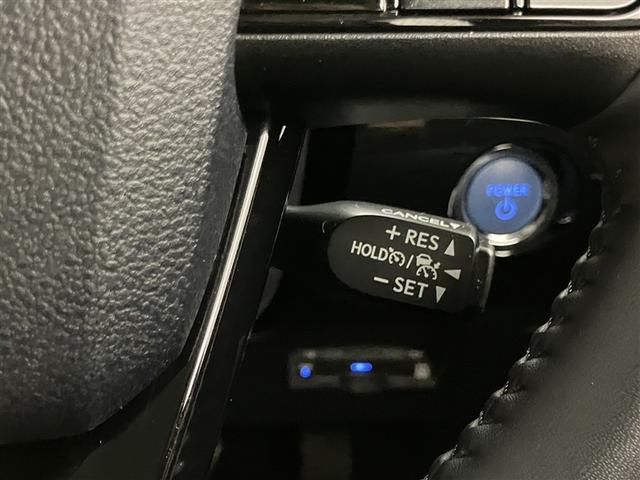 POWER
CANCEL▼
+ RES ▲
HOLD /
− SET ▼